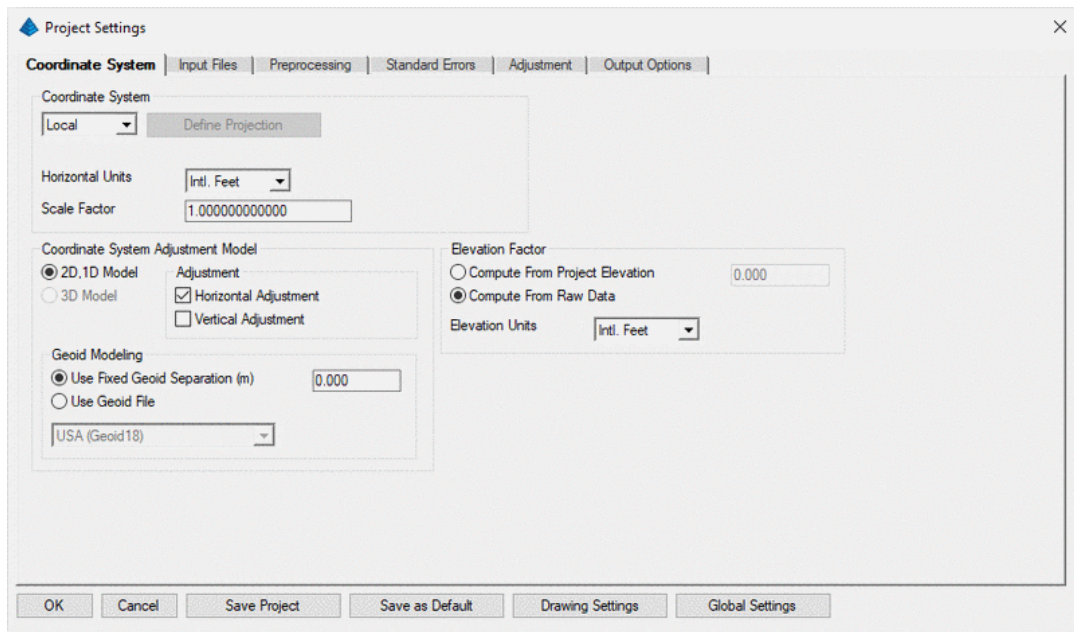 Project Settings
Coordinate System Input Files Preprocessing Standard Errors Adjustment Output Options
Coordinate System
Local Define Projection
Horizontal Units Intl. Feet
Scale Factor 1.000000000000
Coordinate System Adjustment Model
2D,1D Model
3D Model
Adjustment
Horizontal Adjustment
Vertical Adjustment
Geoid Modeling
Use Fixed Geoid Separation (m) 0.000
Use Geoid File
USA (Geoid18)
Elevation Factor
Compute From Project Elevation 0.000
Compute From Raw Data
Elevation Units Intl. Feet
OK Cancel Save Project Save as Default Drawing Settings Global Settings